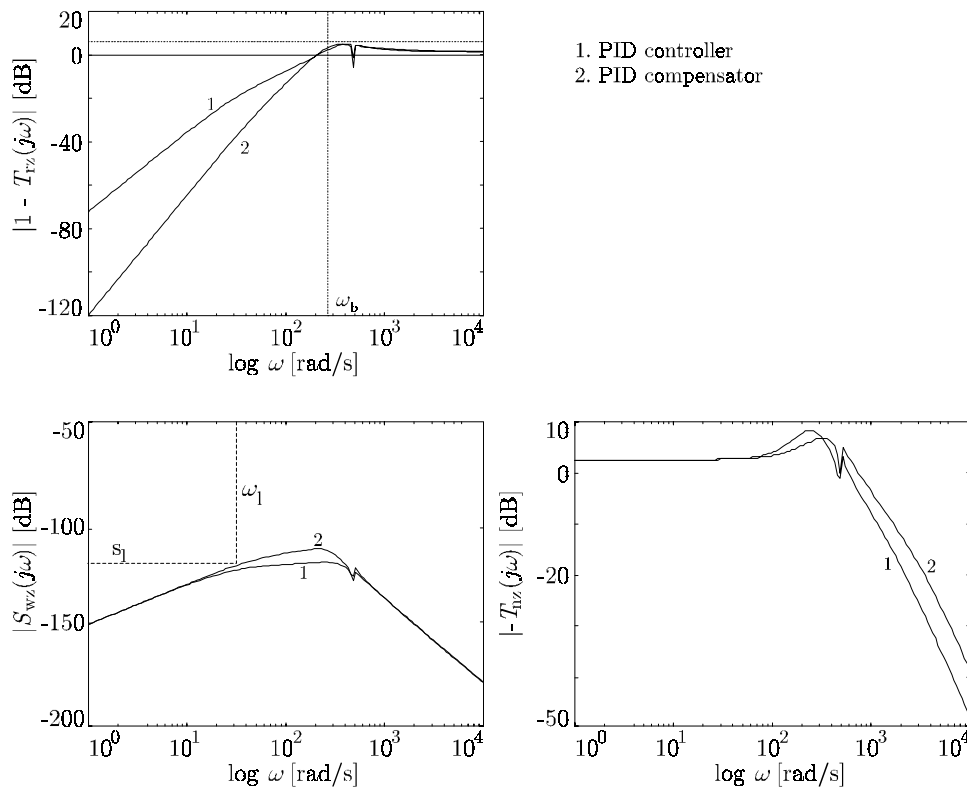 20
0
-40
-80
-120
|1 - T_rz(jω)| [dB]
1
2
ω_b
10^0 10^1 10^2 10^3 10^4
log ω [rad/s]
1. PID controller
2. PID compensator
-50
-100
-150
-200
|S_wz(jω)| [dB]
ω_l
s_l
2
1
10^0 10^1 10^2 10^3 10^4
log ω [rad/s]
10
0
-20
-50
|-T_nz(jω)| [dB]
1
2
10^0 10^1 10^2 10^3 10^4
log ω [rad/s]